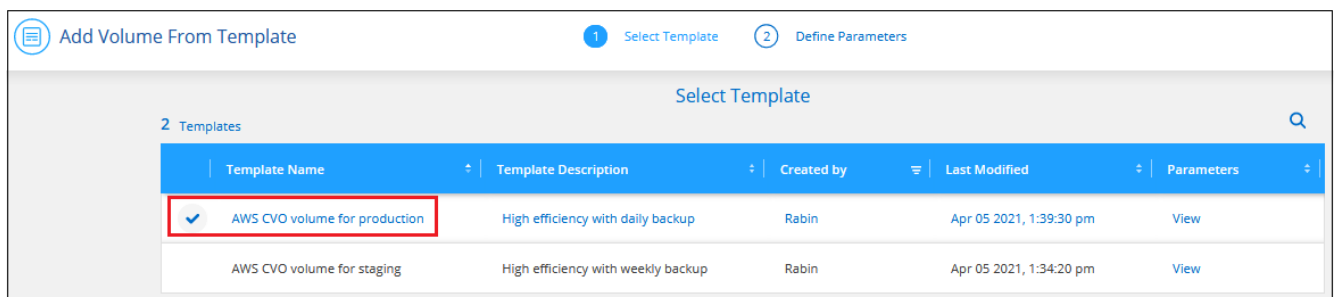 Add Volume From Template
1 Select Template 2 Define Parameters
Select Template
2 Templates
Template Name Template Description Created by Last Modified Parameters
AWS CVO volume for production High efficiency with daily backup Rabin Apr 05 2021, 1:39:30 pm View
AWS CVO volume for staging High efficiency with weekly backup Rabin Apr 05 2021, 1:34:20 pm View